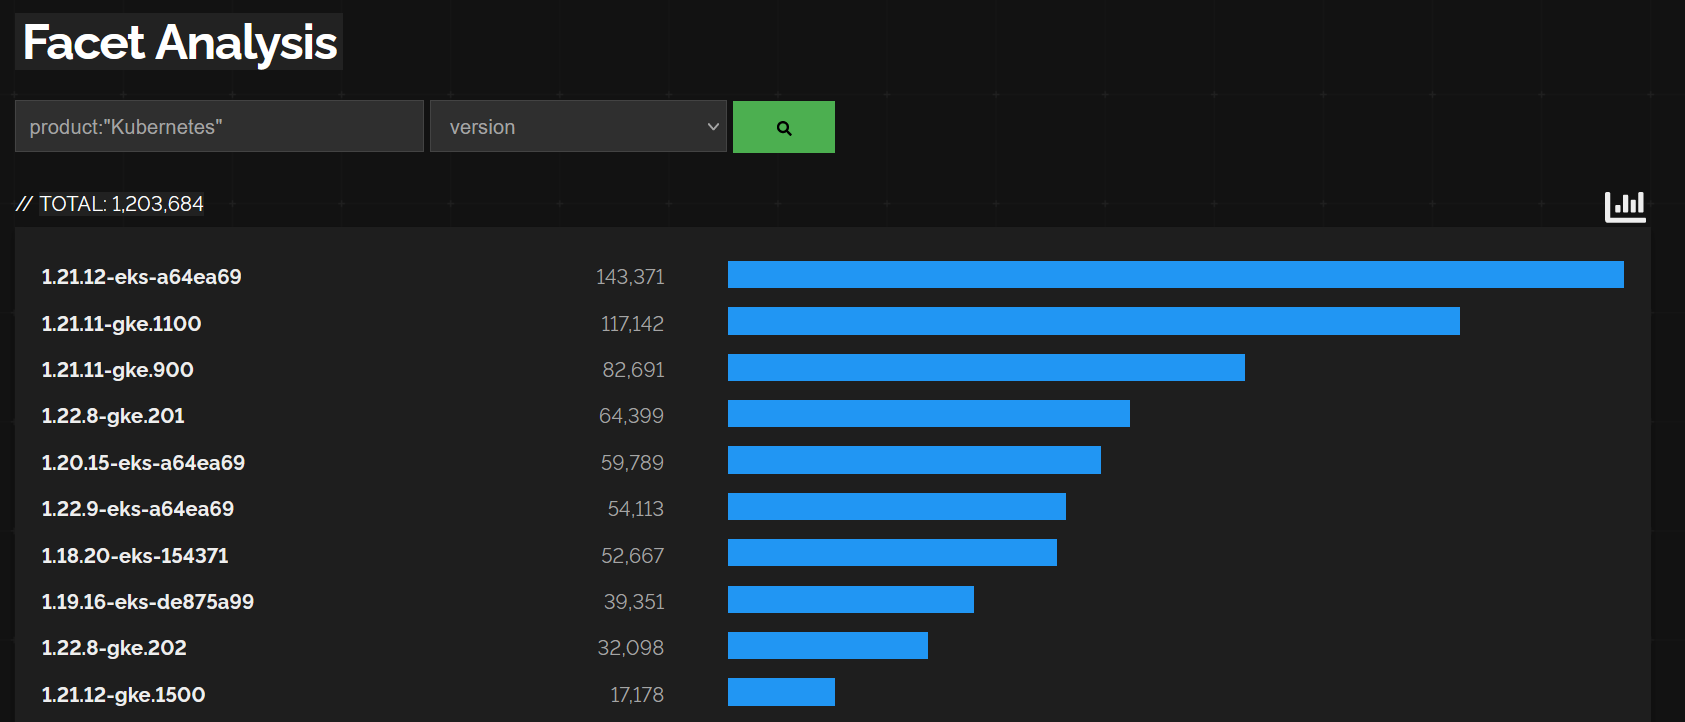 Facet Analysis
product:"Kubernetes" version
// TOTAL: 1,203,684
1.21.12-eks-a64ea69 143,371
1.21.11-gke.1100 117,142
1.21.11-gke.900 82,691
1.22.8-gke.201 64,399
1.20.15-eks-a64ea69 59,789
1.22.9-eks-a64ea69 54,113
1.18.20-eks-154371 52,667
1.19.16-eks-de875a99 39,351
1.22.8-gke.202 32,098
1.21.12-gke.1500 17,178